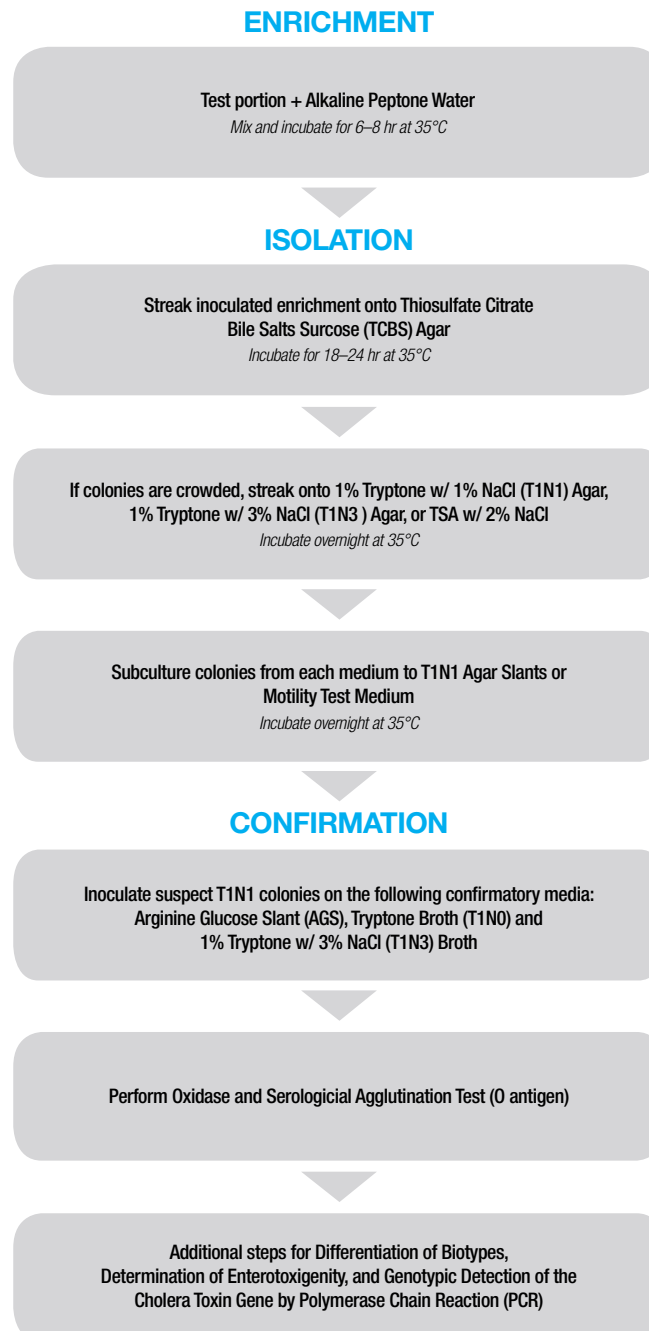 ENRICHMENT
Test portion + Alkaline Peptone Water
Mix and incubate for 6–8 hr at 35°C
ISOLATION
Streak inoculated enrichment onto Thiosulfate Citrate
Bile Salts Surcose (TCBS) Agar
Incubate for 18–24 hr at 35°C
If colonies are crowded, streak onto 1% Tryptone w/ 1% NaCl (T1N1) Agar,
1% Tryptone w/ 3% NaCl (T1N3 ) Agar, or TSA w/ 2% NaCl
Incubate overnight at 35°C
Subculture colonies from each medium to T1N1 Agar Slants or
Motility Test Medium
Incubate overnight at 35°C
CONFIRMATION
Inoculate suspect T1N1 colonies on the following confirmatory media:
Arginine Glucose Slant (AGS), Tryptone Broth (T1N0) and
1% Tryptone w/ 3% NaCl (T1N3) Broth
Perform Oxidase and Serologicial Agglutination Test (O antigen)
Additional steps for Differentiation of Biotypes,
Determination of Enterotoxigenity, and Genotypic Detection of the
Cholera Toxin Gene by Polymerase Chain Reaction (PCR)